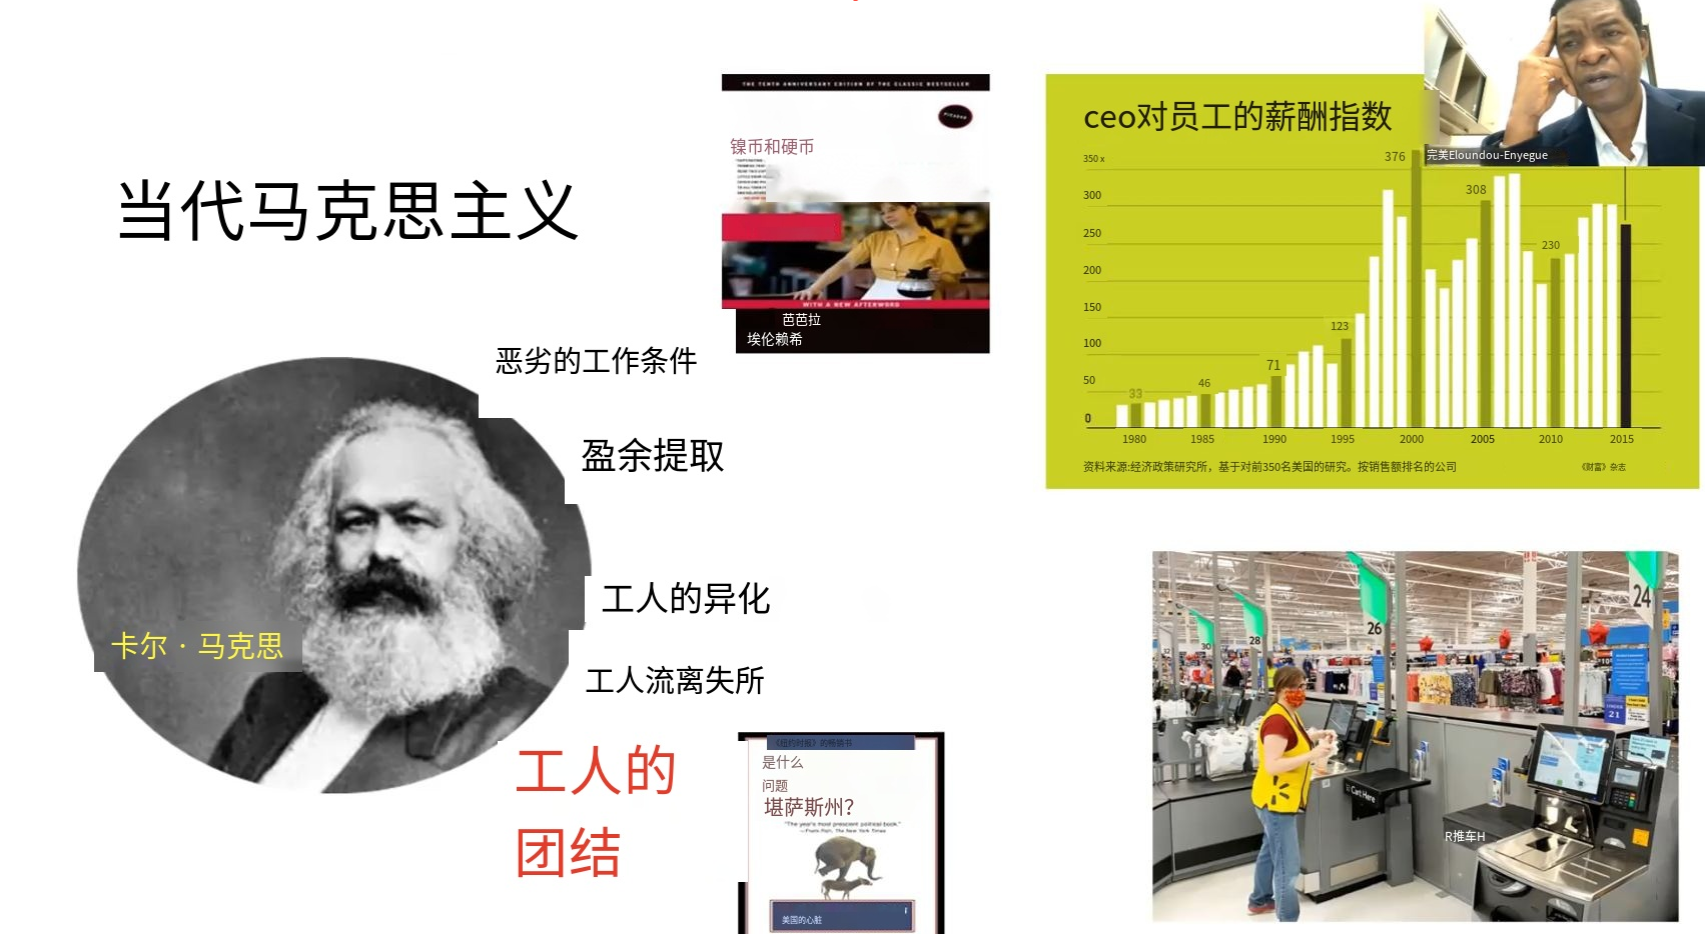 当代马克思主义
恶劣的工作条件
盈余提取
工人的异化
工人流离失所
工人的
团结
卡尔 · 马克思
THE TENTH ANNIVERSARY EDITION OF THE CLASSIC BESTSELLER
PICADOR
镍币和硬币
WITH A NEW AFTERWORD
芭芭拉
埃伦赖希
《纽约时报》的畅销书
是什么
问题
堪萨斯州?
"The year's most prescient political book."
—Frank Rich, The New York Times
美国的心脏
ceo对员工的薪酬指数
350 x
300
250
200
150
100
50
0
33
46
71
123
376
308
230
1980
1985
1990
1995
2000
2005
2010
2015
资料来源:经济政策研究所，基于对前350名美国的研究。按销售额排名的公司
《财富》杂志
完美Eloundou-Enyegue
24
26
28
30
UNDER
21
Cart Here
R推车H